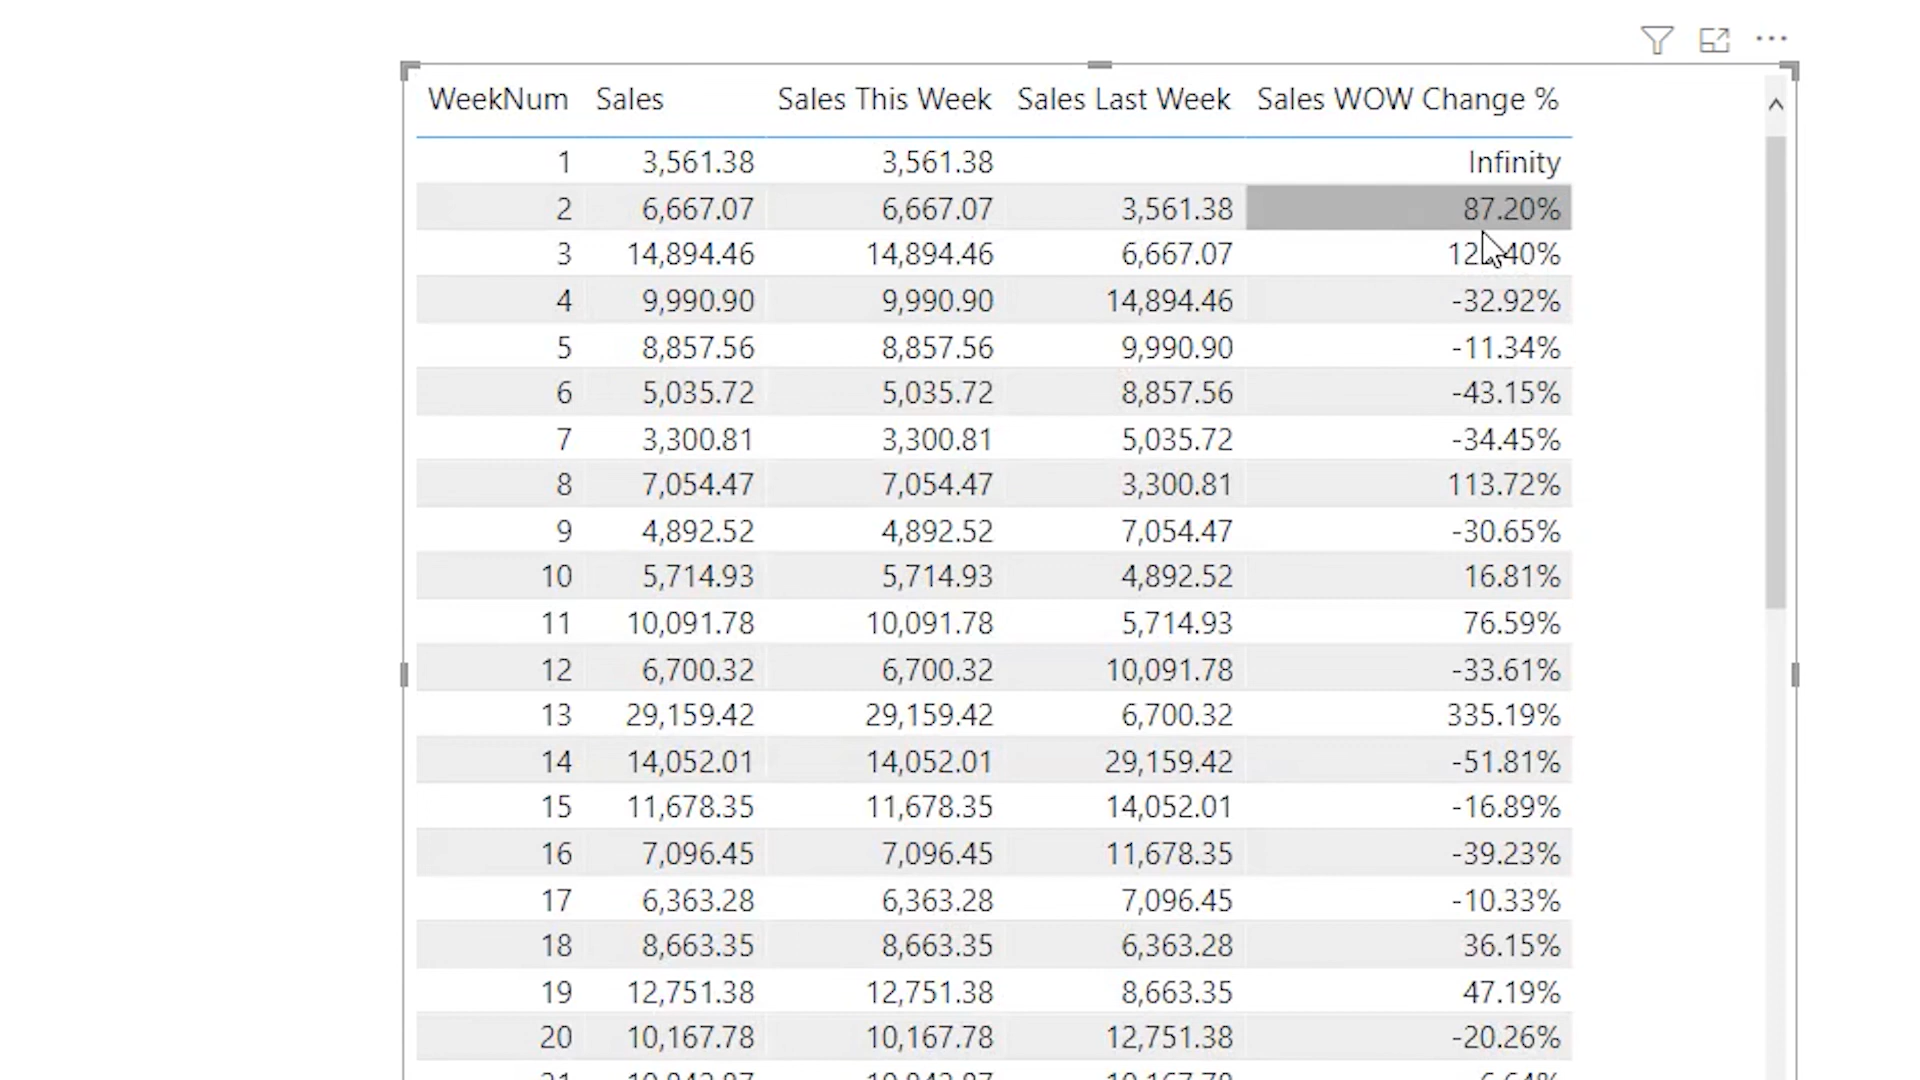 WeekNum Sales Sales This Week Sales Last Week Sales WOW Change %
1 3,561.38 3,561.38 Infinity
2 6,667.07 6,667.07 3,561.38 87.20%
3 14,894.46 14,894.46 6,667.07
4 9,990.90 9,990.90 14,894.46 -32.92%
5 8,857.56 8,857.56 9,990.90 -11.34%
6 5,035.72 5,035.72 8,857.56 -43.15%
7 3,300.81 3,300.81 5,035.72 -34.45%
8 7,054.47 7,054.47 3,300.81 113.72%
9 4,892.52 4,892.52 7,054.47 -30.65%
10 5,714.93 5,714.93 4,892.52 16.81%
11 10,091.78 10,091.78 5,714.93 76.59%
12 6,700.32 6,700.32 10,091.78 -33.61%
13 29,159.42 29,159.42 6,700.32 335.19%
14 14,052.01 14,052.01 29,159.42 -51.81%
15 11,678.35 11,678.35 14,052.01 -16.89%
16 7,096.45 7,096.45 11,678.35 -39.23%
17 6,363.28 6,363.28 7,096.45 -10.33%
18 8,663.35 8,663.35 6,363.28 36.15%
19 12,751.38 12,751.38 8,663.35 47.19%
20 10,167.78 10,167.78 12,751.38 -20.26%